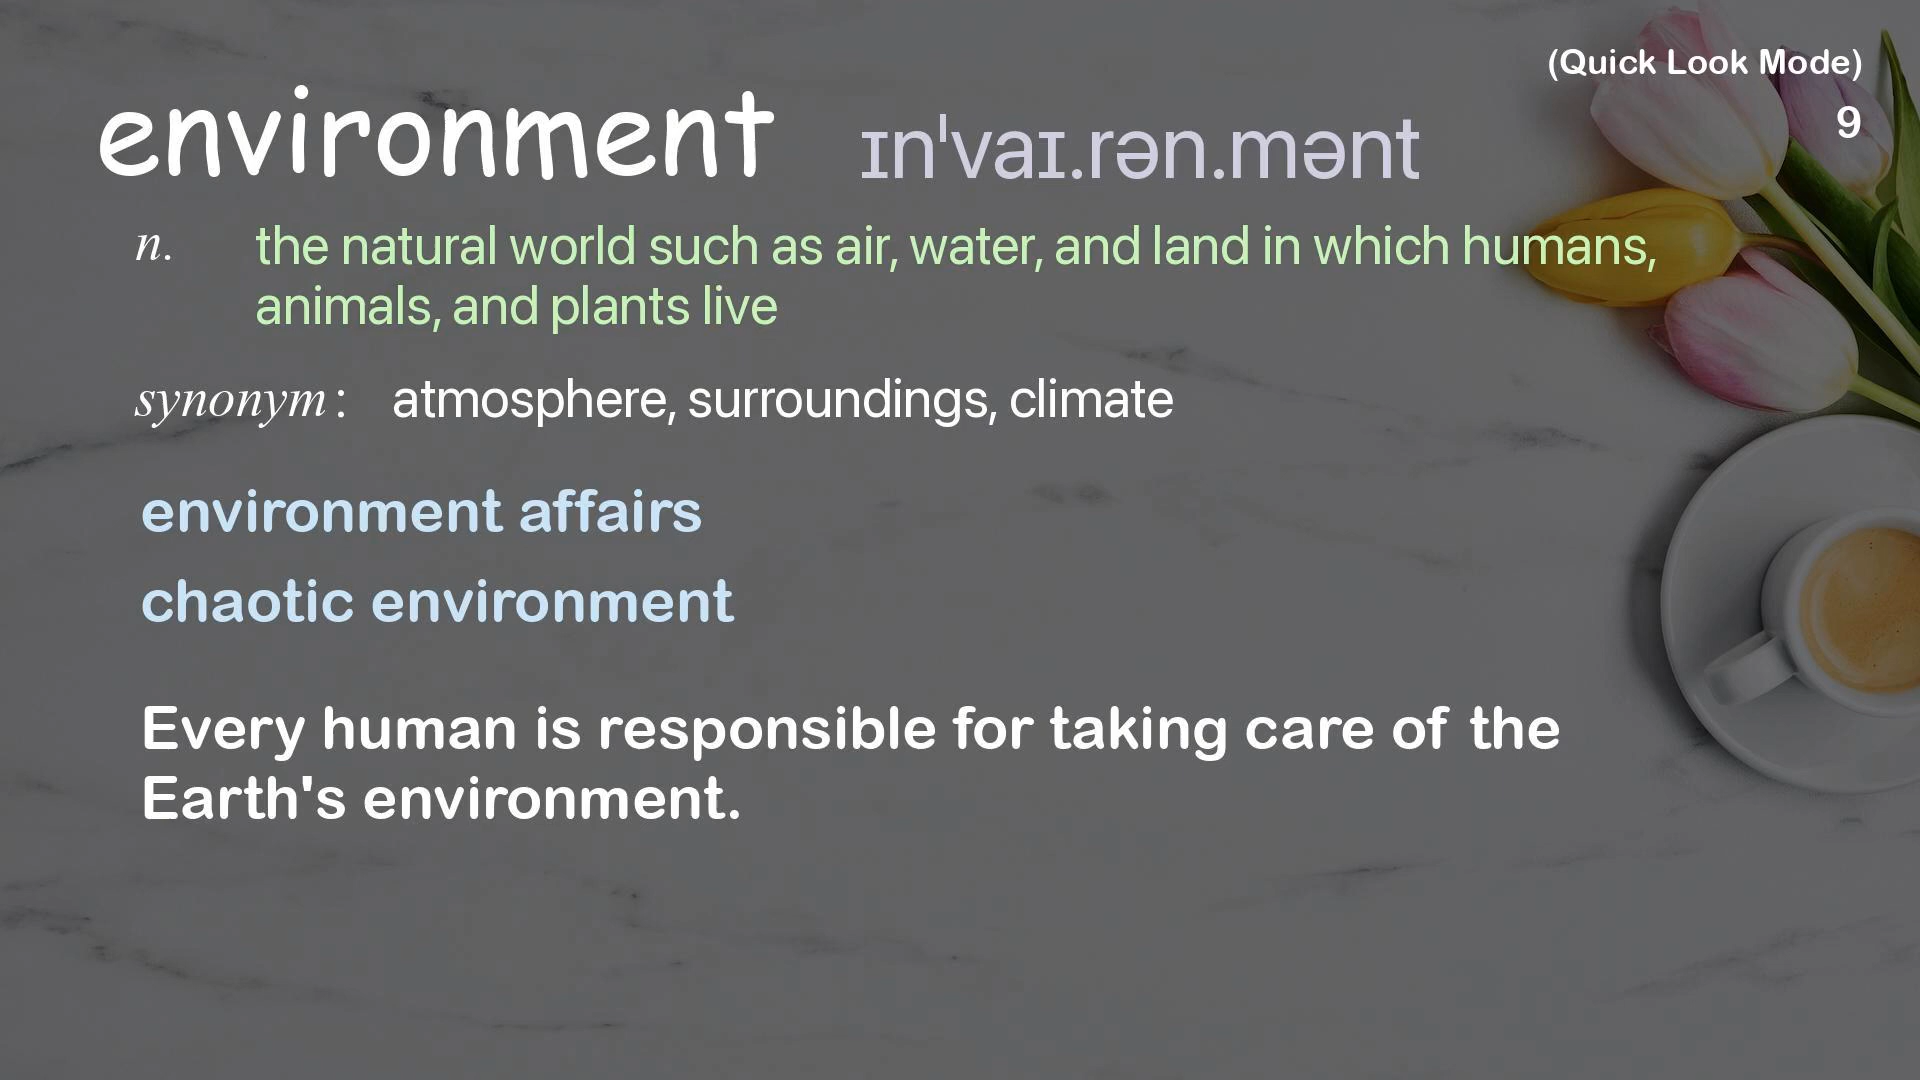 (Quick Look Mode)
environment ɪnˈvaɪ.rən.mənt
9
n. the natural world such as air, water, and land in which humans,
animals, and plants live
synonym: atmosphere, surroundings, climate
environment affairs
chaotic environment
Every human is responsible for taking care of the
Earth's environment.